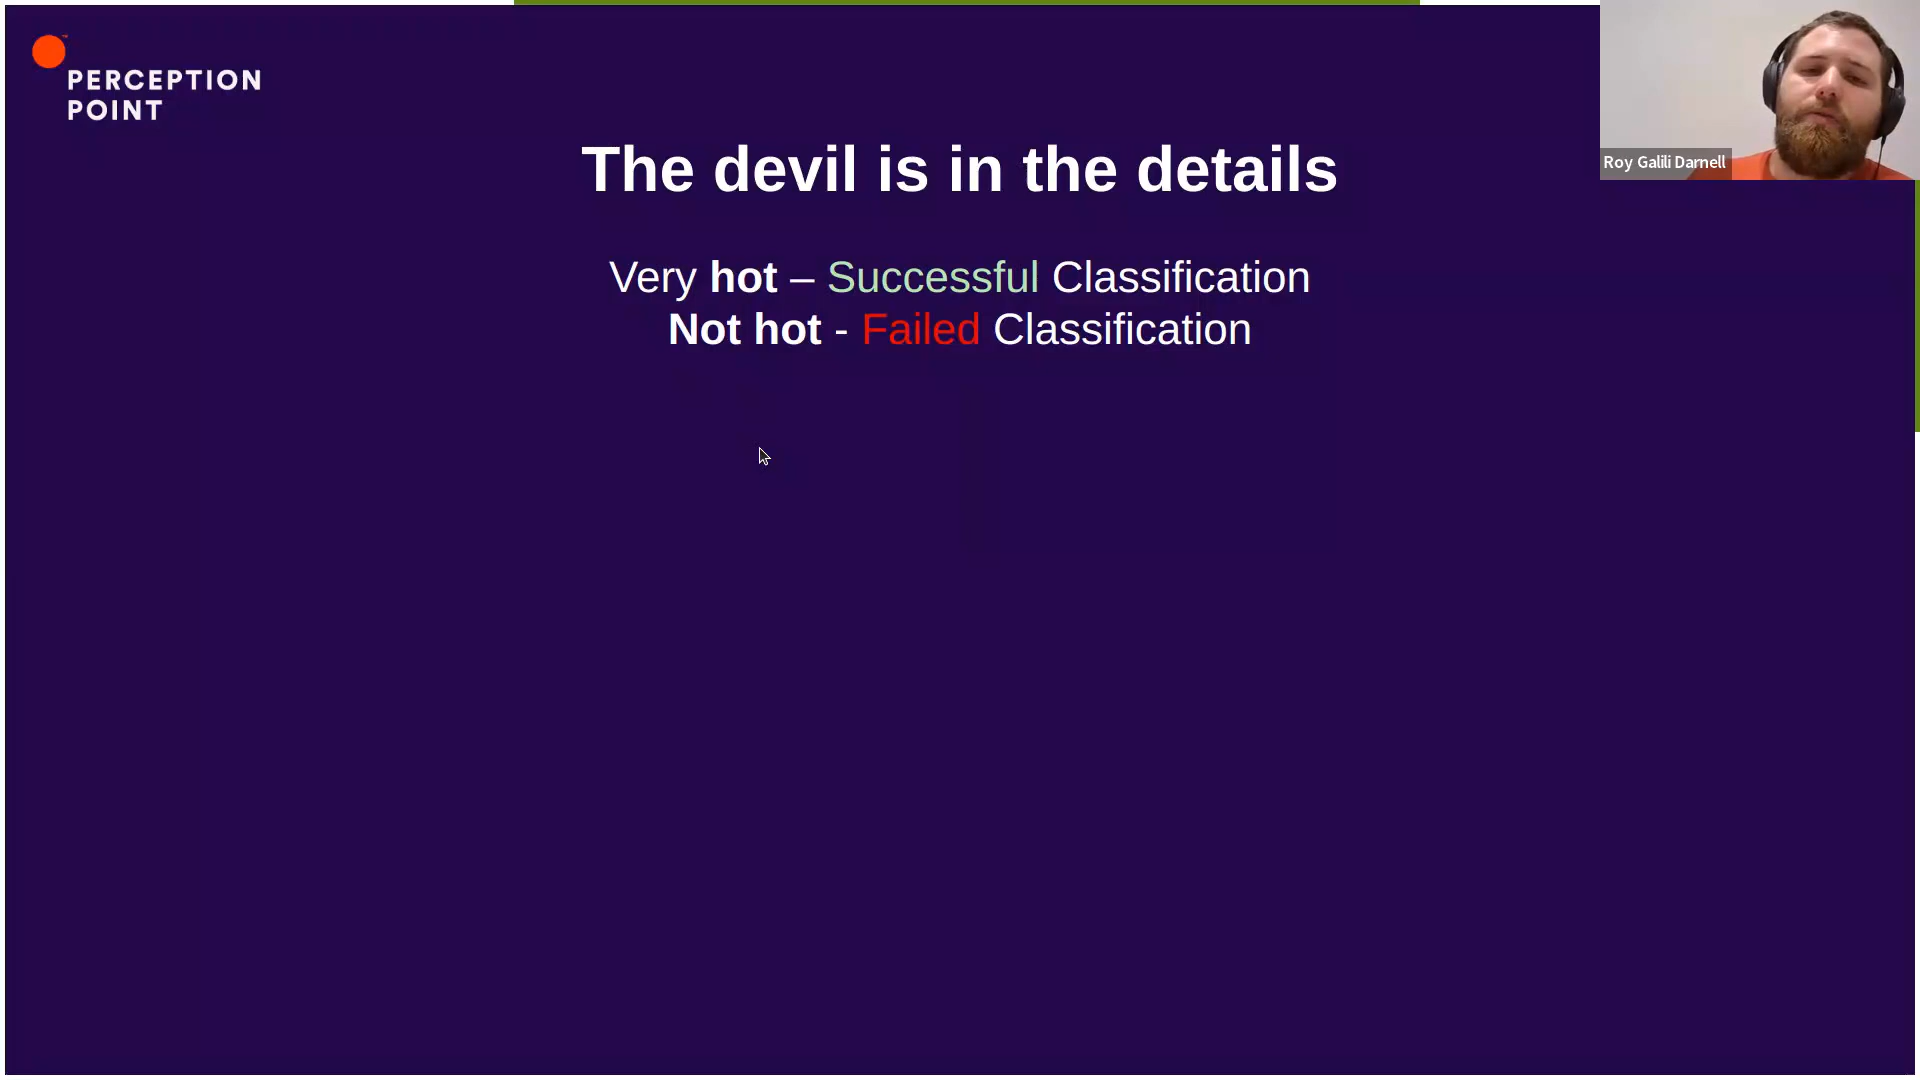 PERCEPTION
POINT
The devil is in the details
Very hot – Successful Classification
Not hot - Failed Classification
Roy Galili Darnell